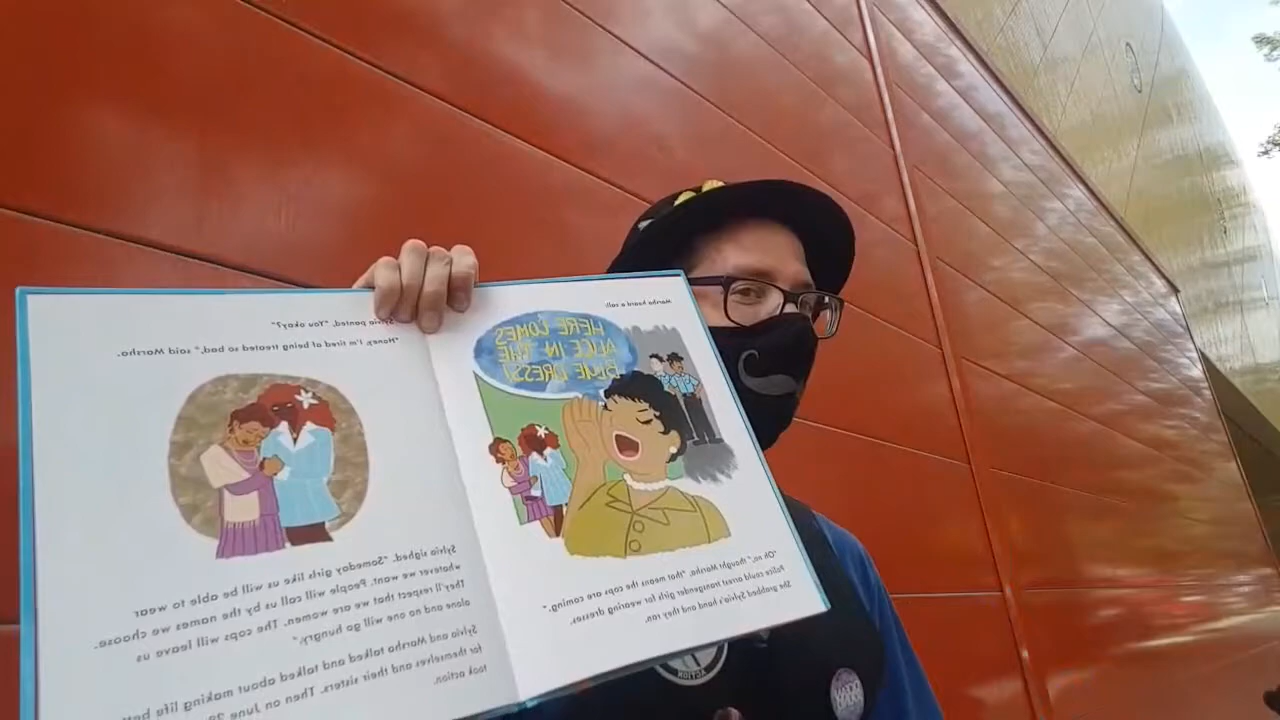 Marsha heard a call:
HERE COMES
ALICE IN THE
BLUE DRESS!
"Oh no," though Marsha, "that means the cops are coming."
Police could arrest transgender girls for wearing dresses.
She grabbed Sylvia's hand and they ran.
Sylvia panted, "You okay?"
"Honey, I'm tired of being treated so bad," said Marsha.
Sylvia sighed. "Someday girls like us will be able to wear
whatever we want. People will call us by the names we choose.
They'll respect that we are women. The cops will leave us
alone and no one will go hungry."
Sylvia and Marsha talked and talked about making life
for themselves and their sisters. Then on June
took action.
ACTION